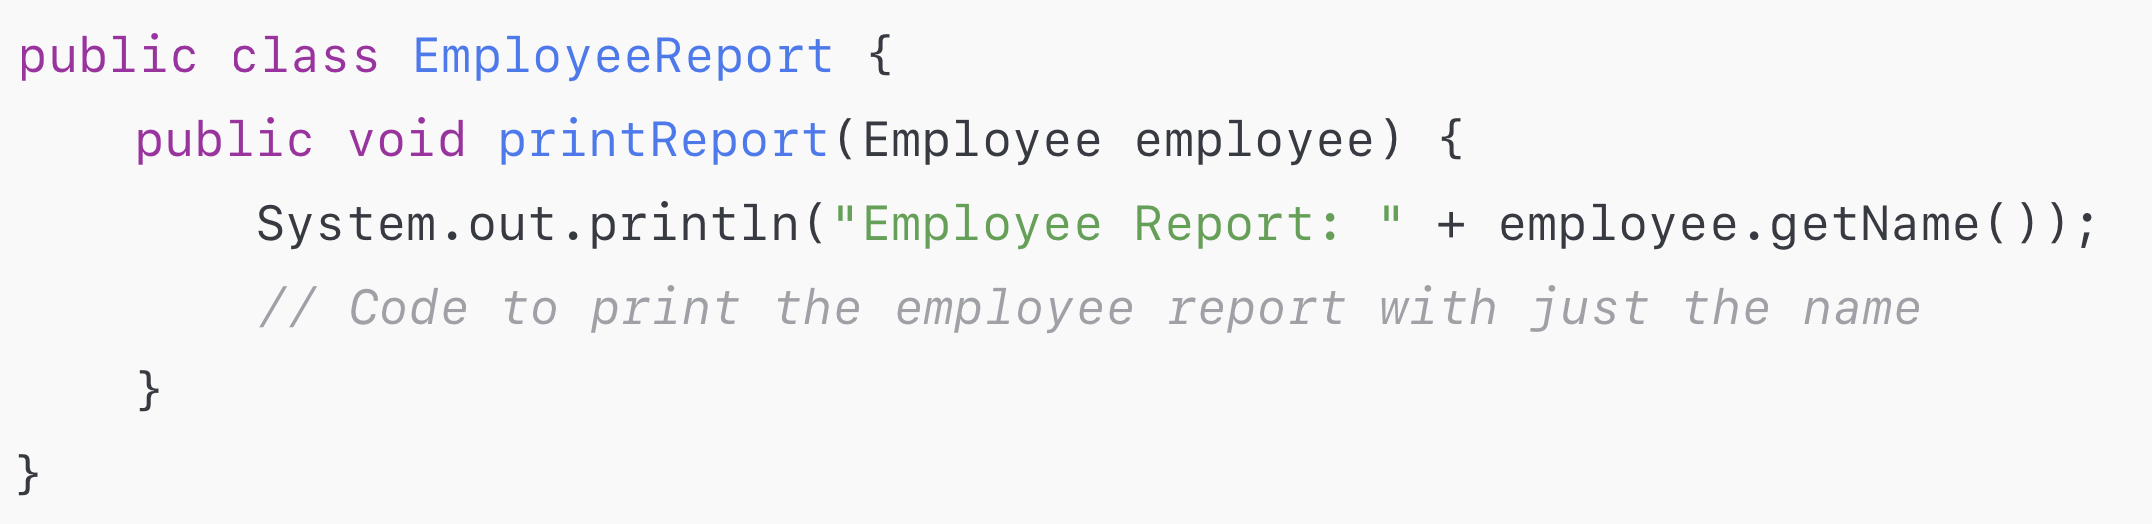 public class EmployeeReport {
    public void printReport(Employee employee) {
        System.out.println("Employee Report: " + employee.getName());
        // Code to print the employee report with just the name
    }
}